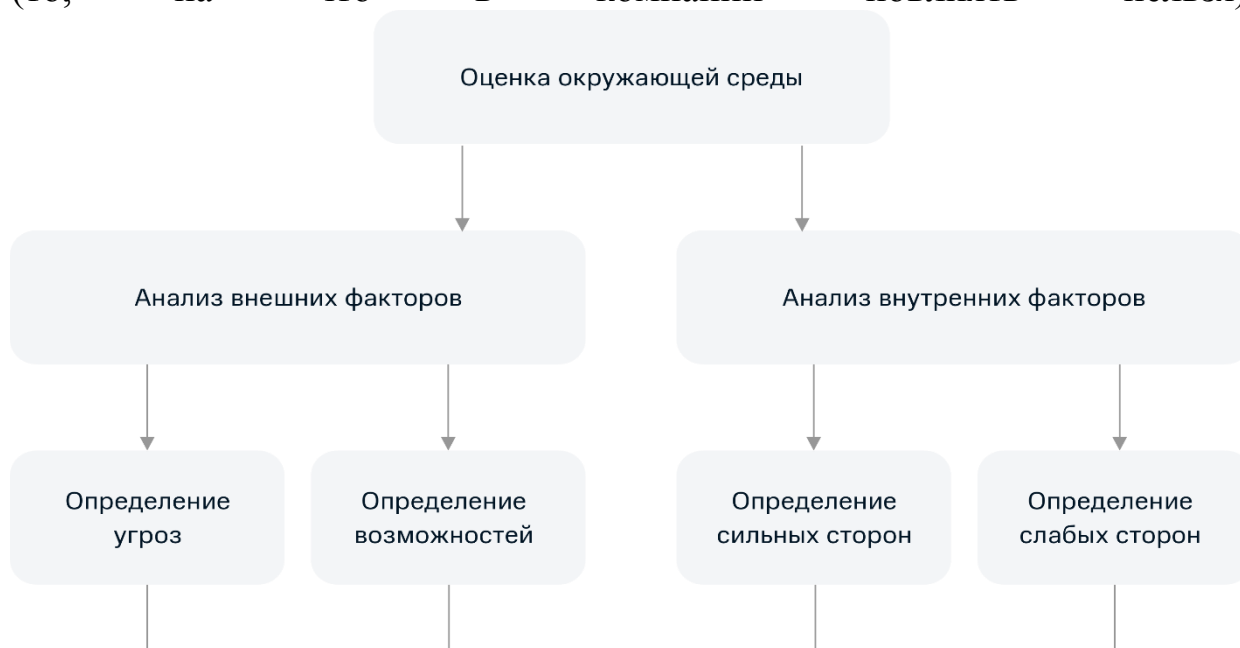 Оценка окружающей среды
Анализ внешних факторов
Анализ внутренних факторов
Определение
угроз
Определение
возможностей
Определение
сильных сторон
Определение
слабых сторон